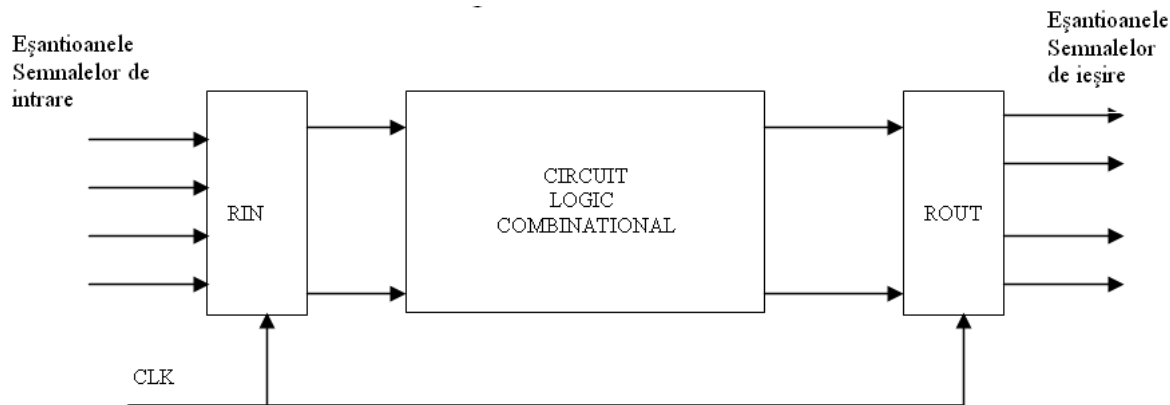 Eşantioanele
Semnalelor de
intrare
RIN
CIRCUIT
LOGIC
COMBINATIONAL
ROUT
Eşantioanele
Semnalelor
de ieşire
CLK